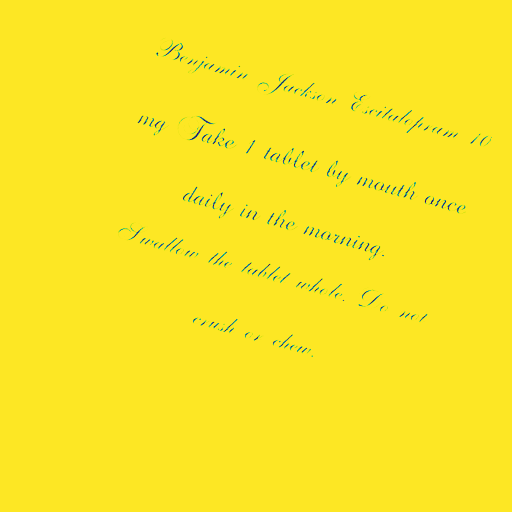 Benjamin Jackson Escitalopram 10
mg Take 1 tablet by mouth once
daily in the morning.
Swallow the tablet whole. Do not
crush or chew.